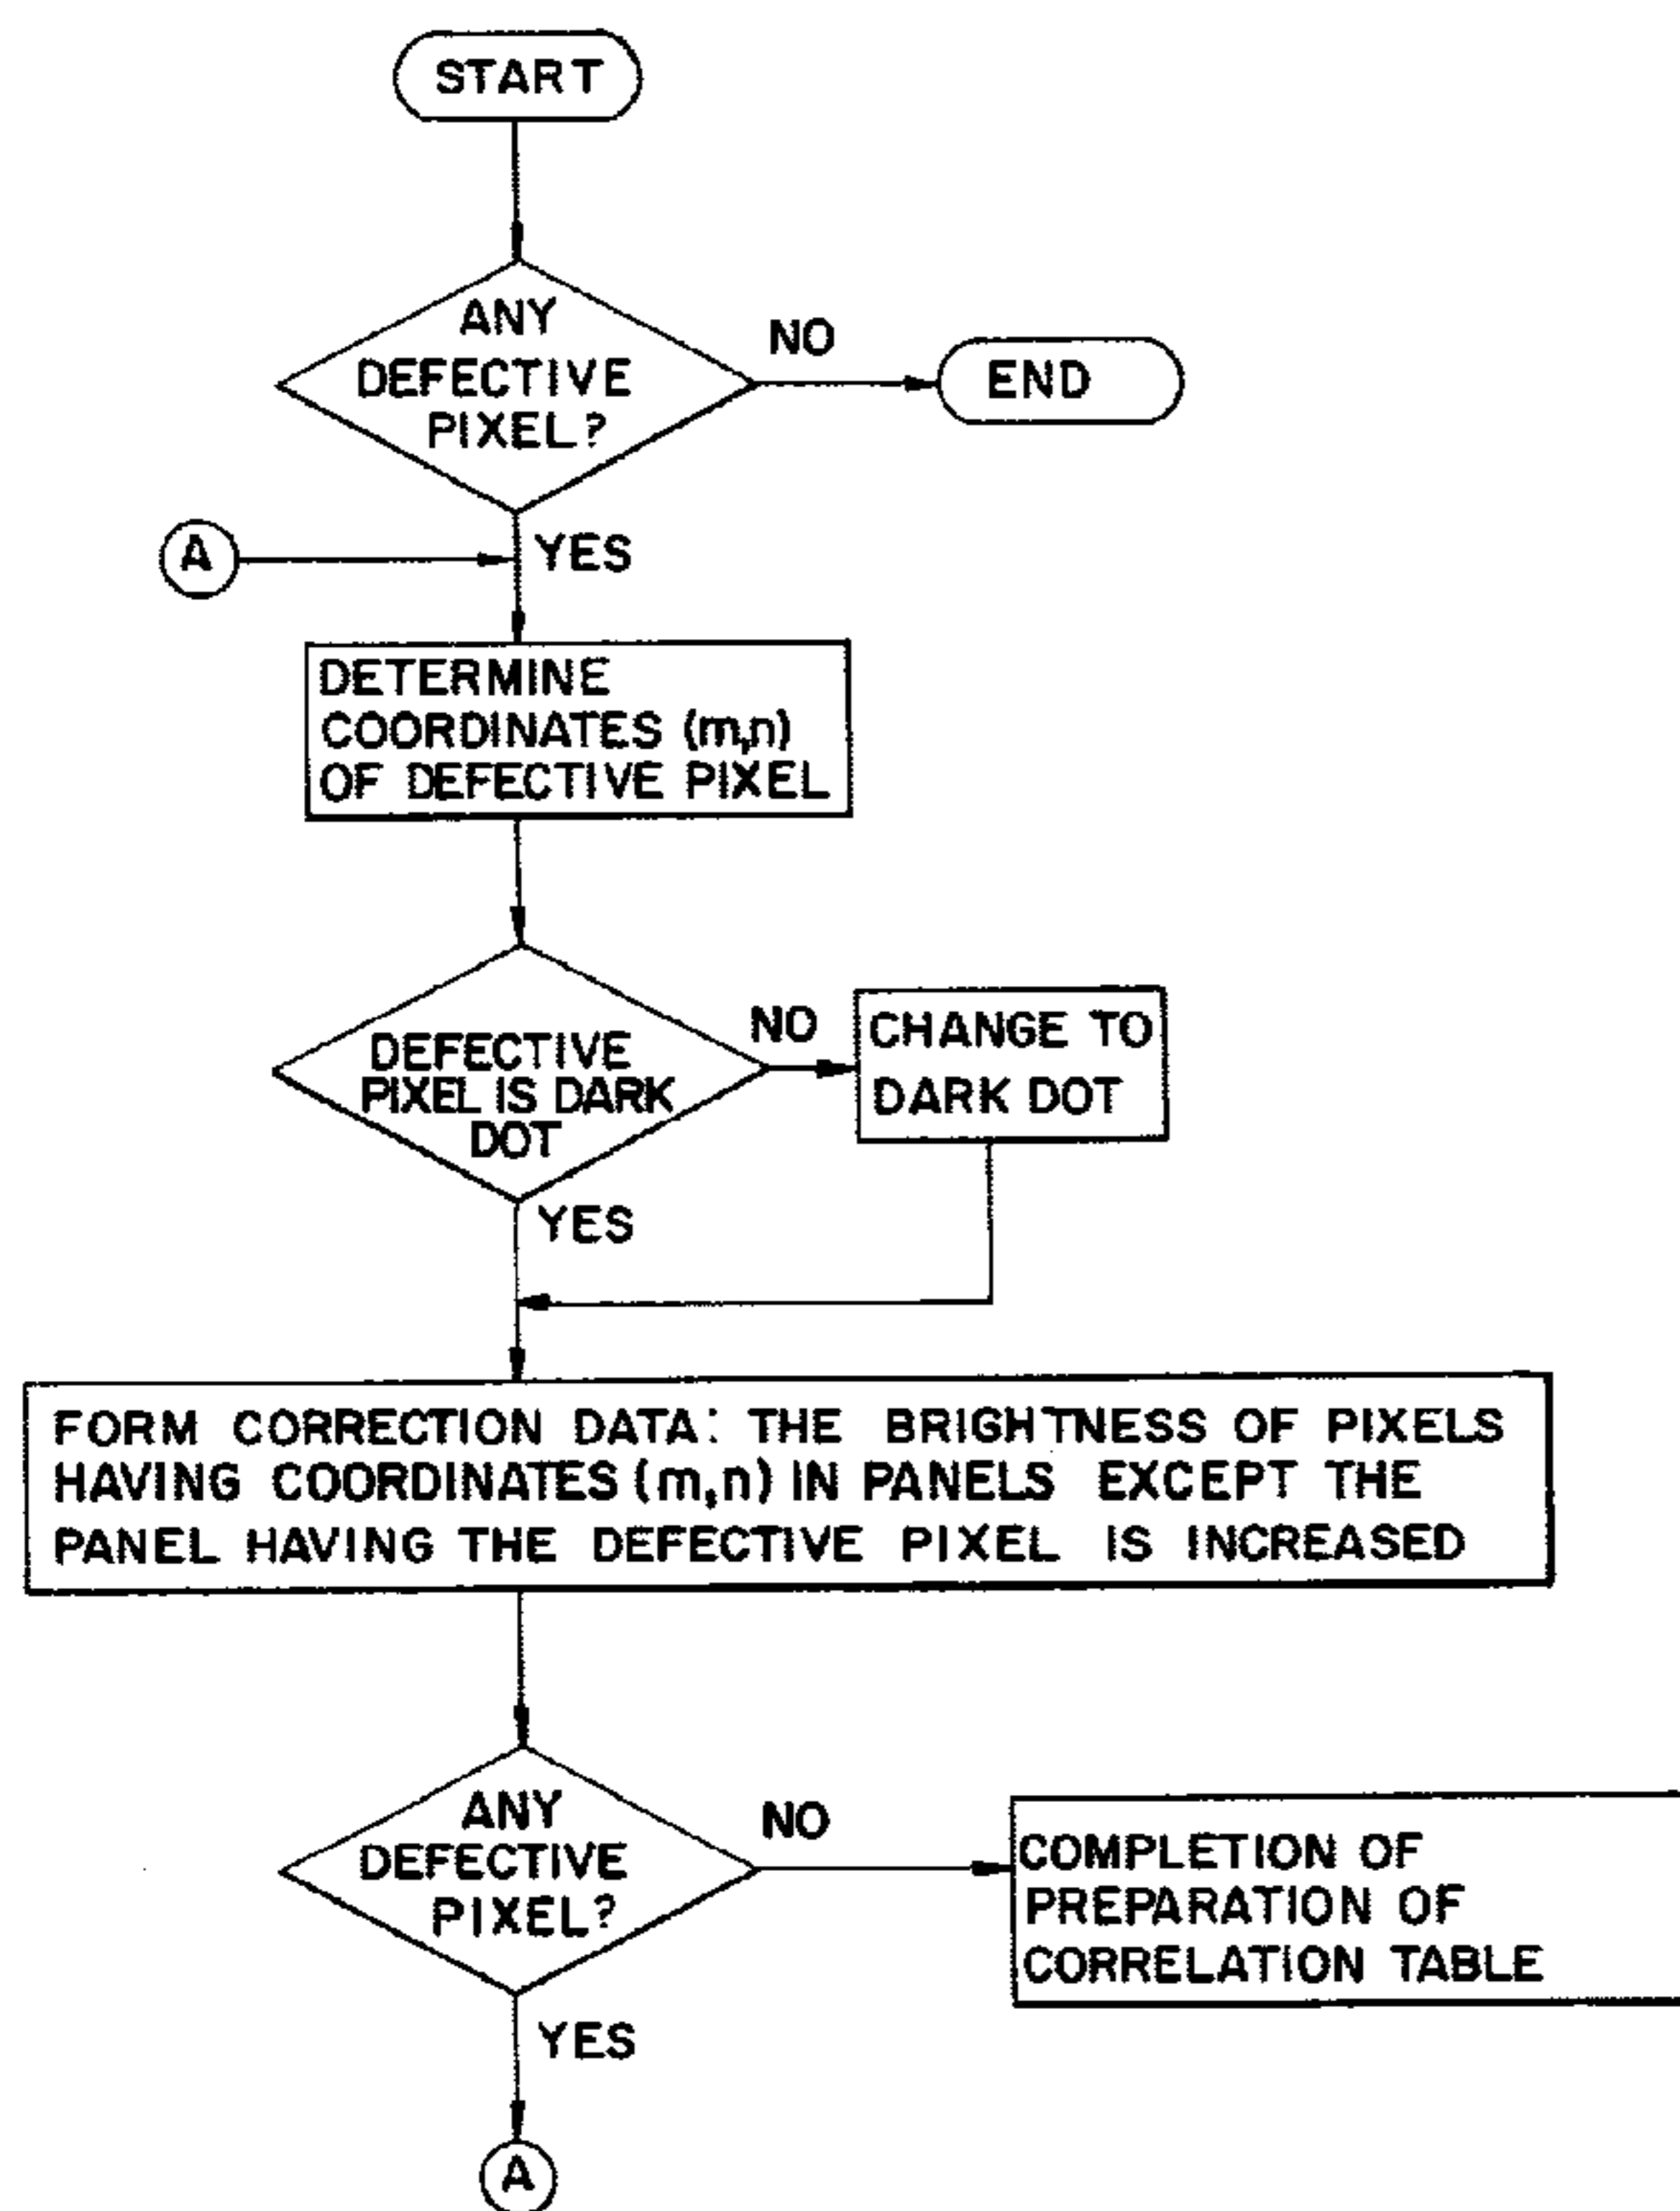 START
ANY
DEFECTIVE
PIXEL?
NO
END
A
YES
DETERMINE
COORDINATES (m,n)
OF DEFECTIVE PIXEL
DEFECTIVE
PIXEL IS DARK
DOT
NO
CHANGE TO
DARK DOT
YES
FORM CORRECTION DATA: THE BRIGHTNESS OF PIXELS
HAVING COORDINATES (m,n) IN PANELS EXCEPT THE
PANEL HAVING THE DEFECTIVE PIXEL IS INCREASED
ANY
DEFECTIVE
PIXEL?
NO
COMPLETION OF
PREPARATION OF
CORRELATION TABLE
YES
A